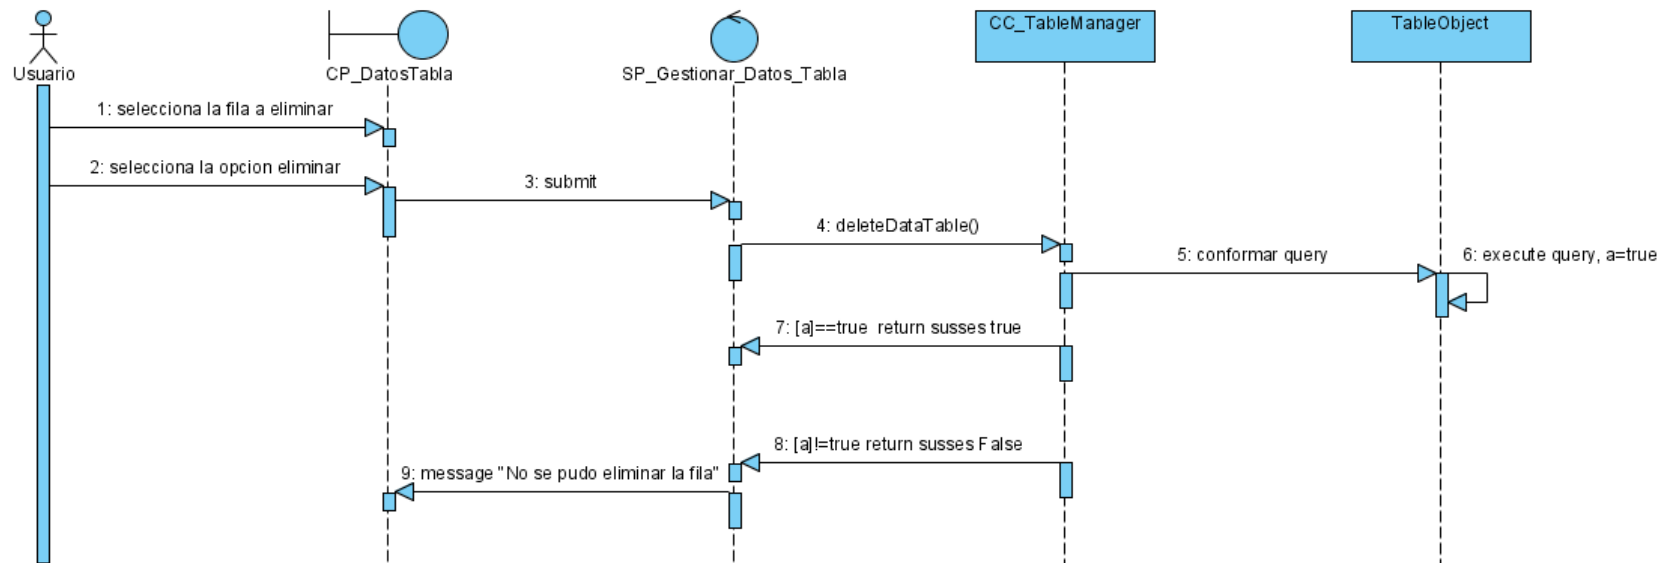 CC_TableManager
TableObject
Usuario
CP_DatosTabla
SP_Gestionar_Datos_Tabla
1: selecciona la fila a eliminar
2: selecciona la opcion eliminar
3: submit
4: deleteDataTable()
5: conformar query
6: execute query, a=true
7: [a]==true return susses true
8: [a]!=true return susses False
9: message "No se pudo eliminar la fila"